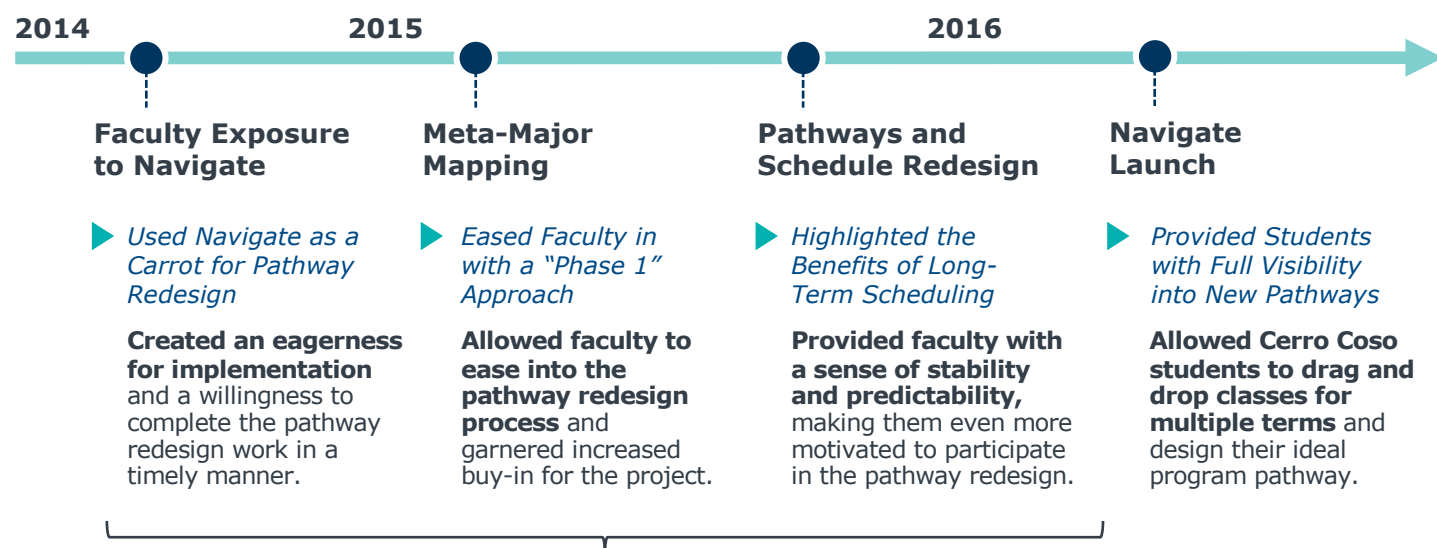 2014
2015
2016
Faculty Exposure
to Navigate
Used Navigate as a
Carrot for Pathway
Redesign
Created an eagerness
for implementation
and a willingness to
complete the pathway
redesign work in a
timely manner.
Meta-Major
Mapping
Eased Faculty in
with a “Phase 1”
Approach
Allowed faculty to
ease into the
pathway redesign
process and
garnered increased
buy-in for the project.
Pathways and
Schedule Redesign
Highlighted the
Benefits of Long-
Term Scheduling
Provided faculty with
a sense of stability
and predictability,
making them even more
motivated to participate
in the pathway redesign.
Navigate
Launch
Provided Students
with Full Visibility
into New Pathways
Allowed Cerro Coso
students to drag and
drop classes for
multiple terms and
design their ideal
program pathway.